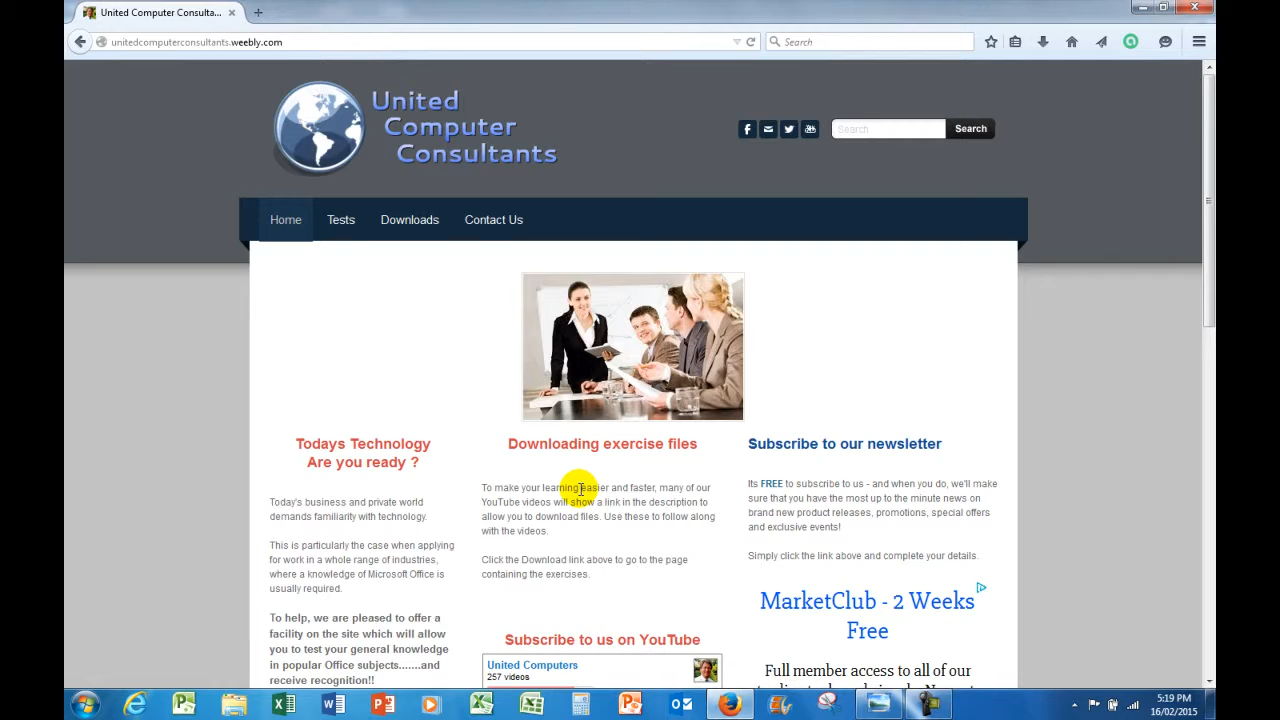 United Computer Consulta...
unitedcomputerconsultants.weebly.com
Search
United
Computer
Consultants
Search
Search
Home
Tests
Downloads
Contact Us
Todays Technology
Are you ready ?
Today's business and private world
demands familiarity with technology.
This is particularly the case when applying
for work in a whole range of industries,
where a knowledge of Microsoft Office is
usually required.
To help, we are pleased to offer a
facility on the site which will allow
you to test your general knowledge
in popular Office subjects.......and
receive recognition!!
Downloading exercise files
To make your learning easier and faster, many of our
YouTube videos will show a link in the description to
allow you to download files. Use these to follow along
with the videos.
Click the Download link above to go to the page
containing the exercises.
Subscribe to us on YouTube
United Computers
257 videos
Subscribe to our newsletter
Its FREE to subscribe to us - and when you do, we'll make
sure that you have the most up to the minute news on
brand new product releases, promotions, special offers
and exclusive events!
Simply click the link above and complete your details.
MarketClub - 2 Weeks
Free
Full member access to all of our
5:19 PM
16/02/2015